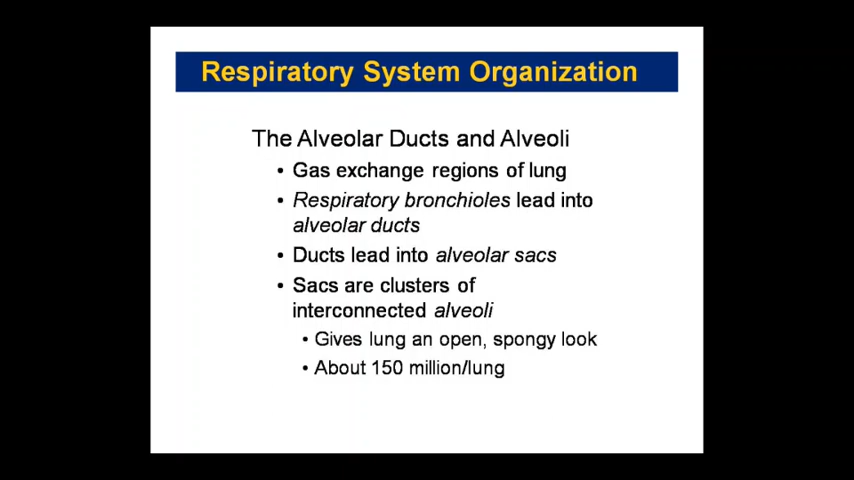 Respiratory System Organization
The Alveolar Ducts and Alveoli
• Gas exchange regions of lung
• Respiratory bronchioles lead into
alveolar ducts
• Ducts lead into alveolar sacs
• Sacs are clusters of
interconnected alveoli
• Gives lung an open, spongy look
• About 150 million/lung